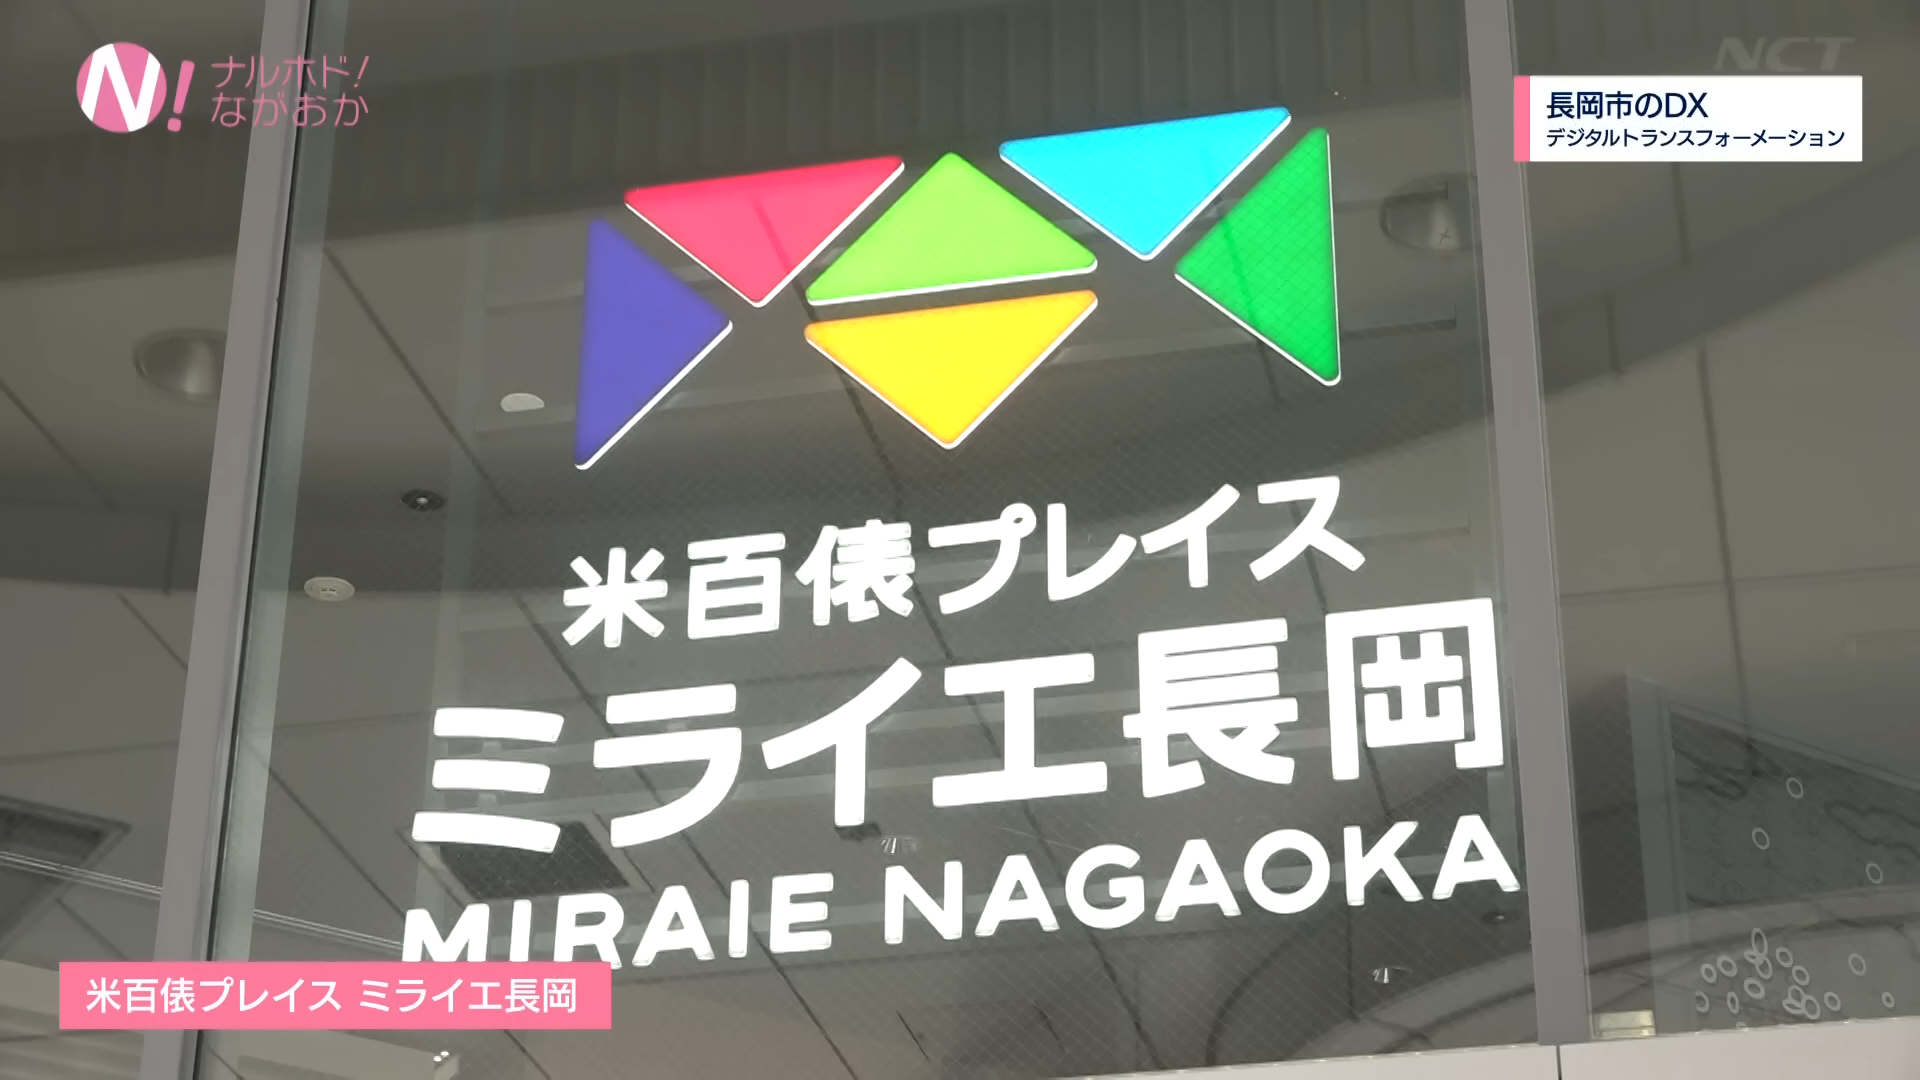 N!
ナルホド!
ながおか
NCT
長岡市のDX
デジタルトランスフォーメーション
米百俵プレイス
ミライエ長岡
MIRAIE NAGAOKA
米百俵プレイス ミライエ長岡